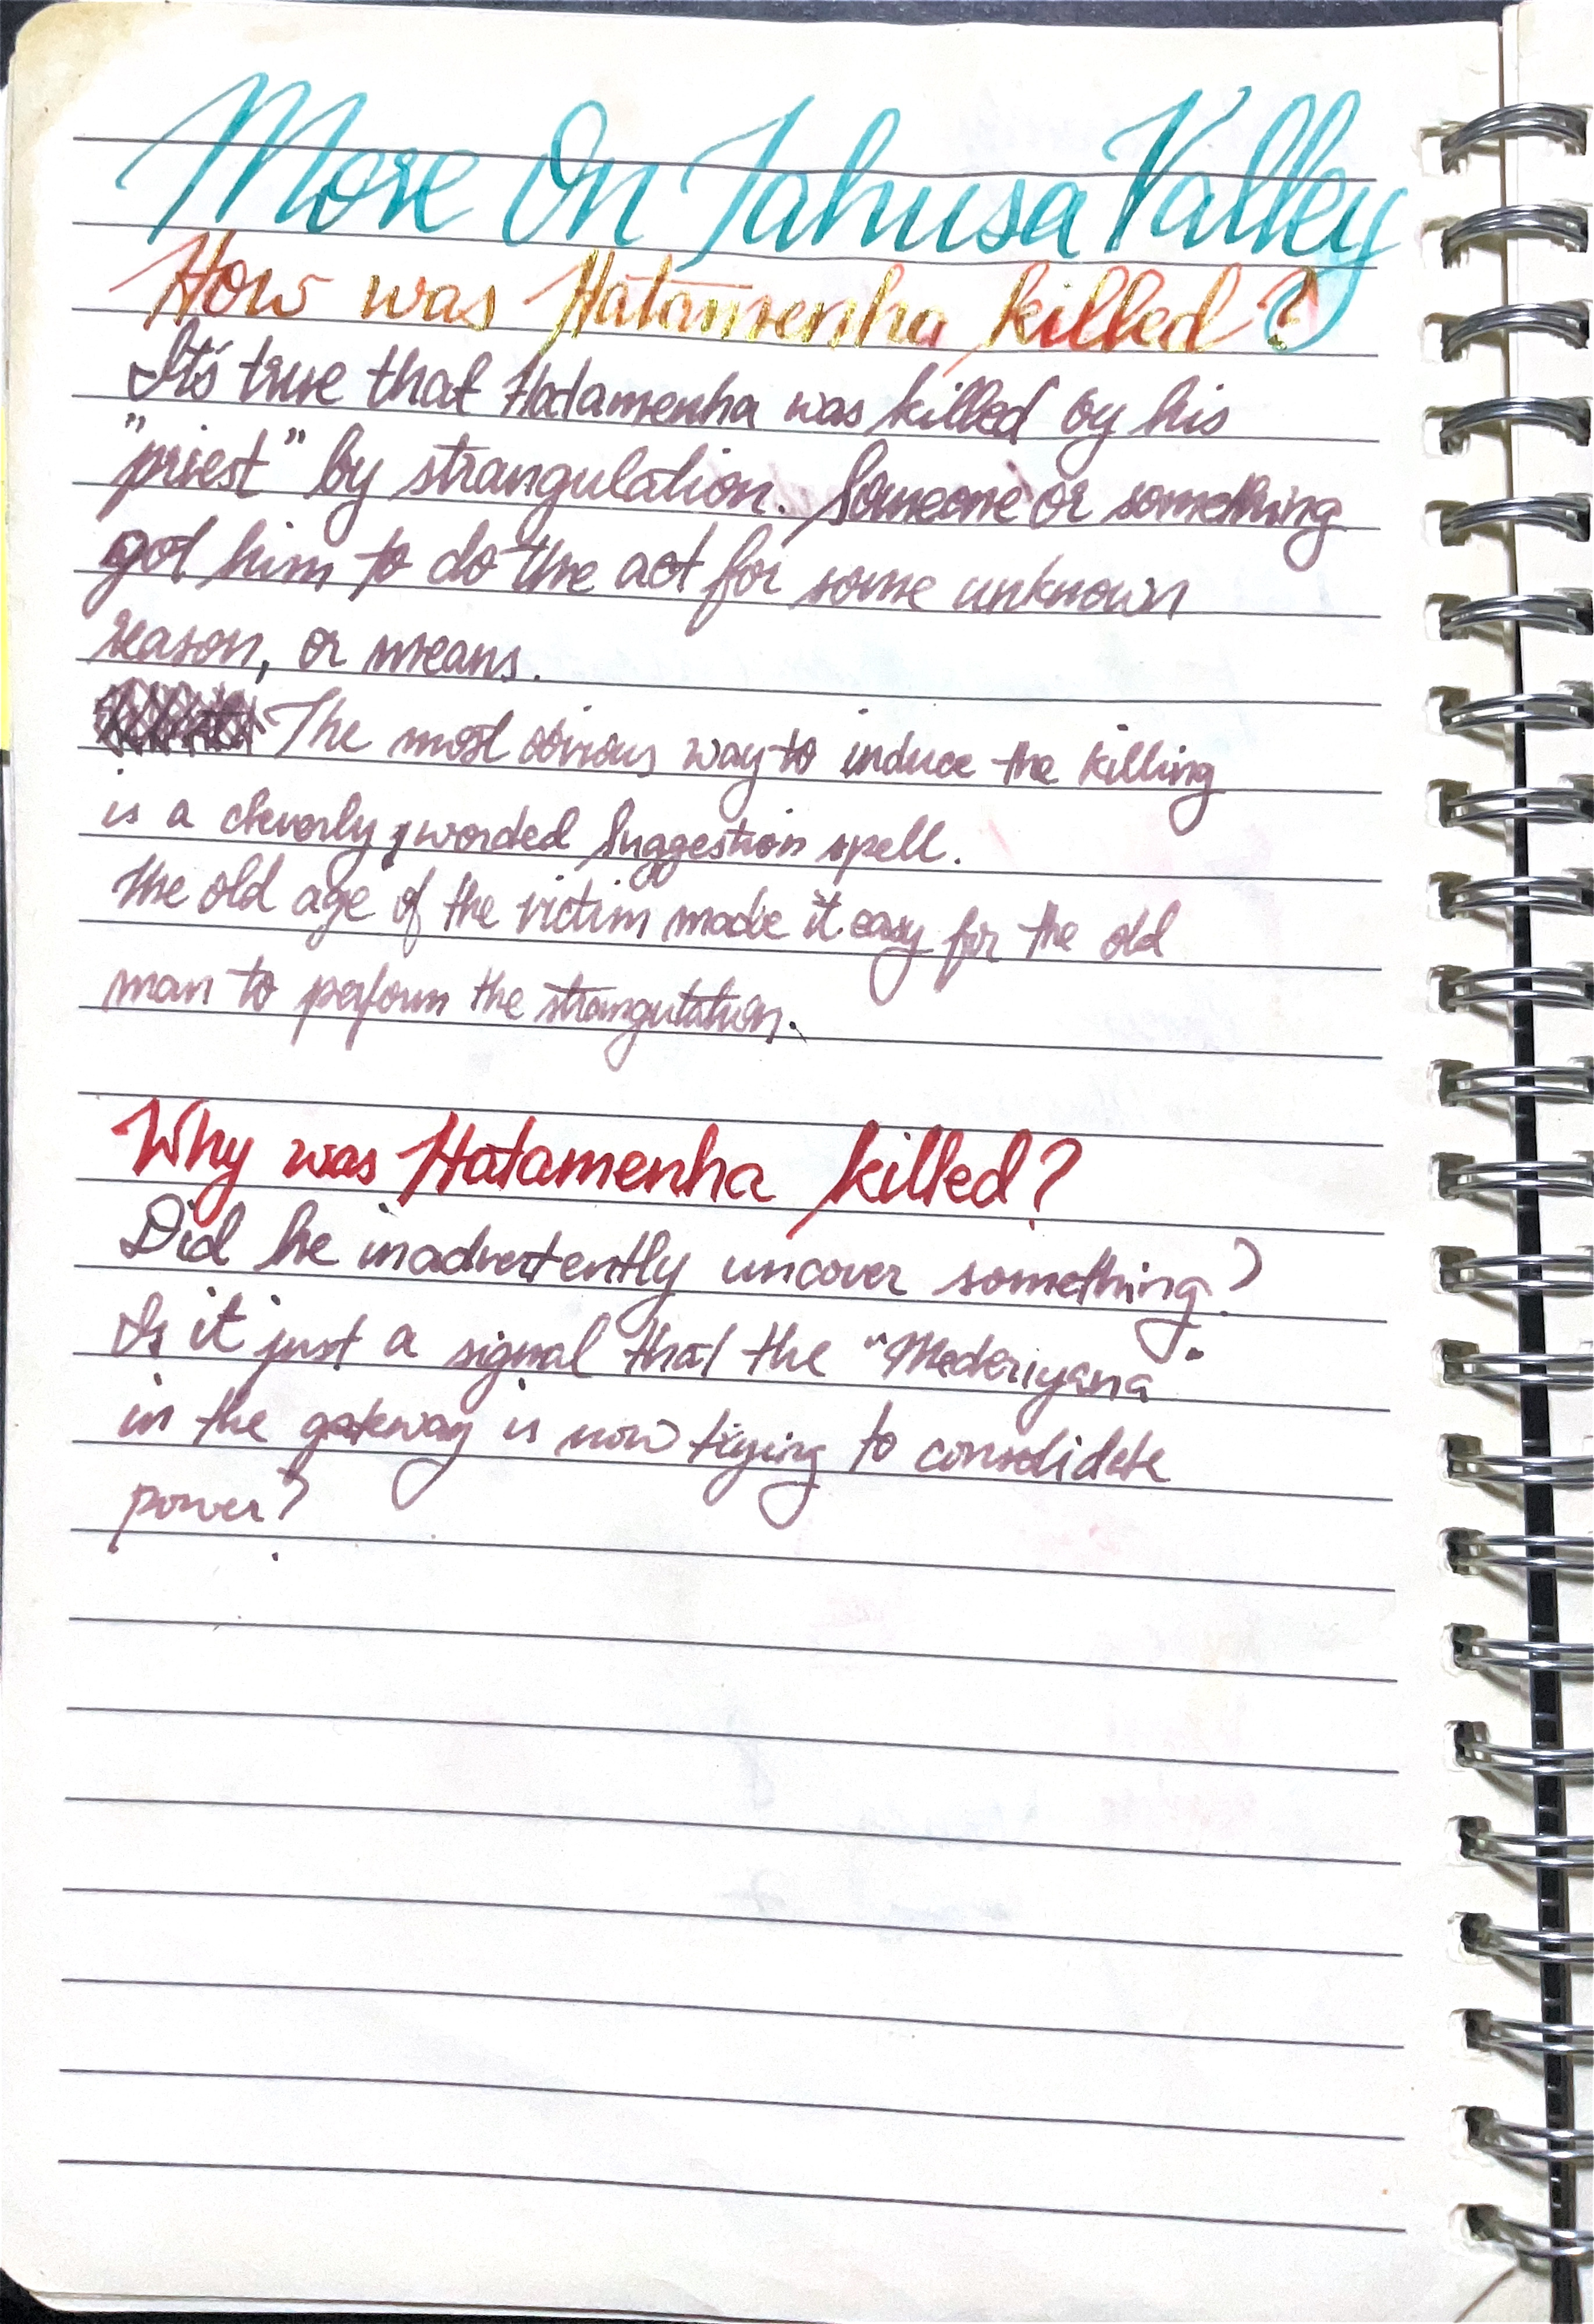 More On Jahusa Valley
How was Hatamenha killed?
It's true that Hatamenha was killed by his
"priest" by strangulation. Someone or something
got him to do the act for some unknown
reason, or means.
The most obvious way to induce the killing
is a cleverly, worded Suggestion spell.
the old age of the victim made it easy for the old
man to perform the strangulation.
Why was Hatamenha killed?
Did he inadvertently uncover something?
Is it just a signal that the "Mederiyana"
in the gateway is now trying to consolidate
power?